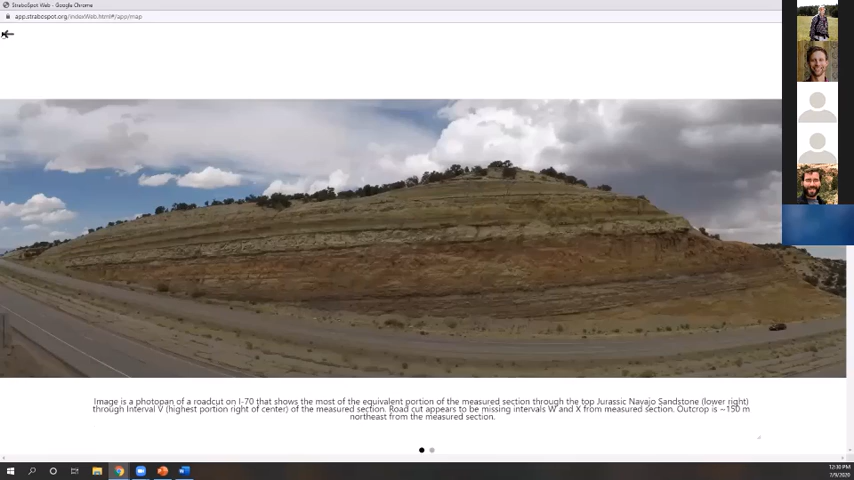 StraboSpot Web - Google Chrome
app.strabospot.org/indexWeb.html#/app/map
Image is a photopan of a roadcut on I-70 that shows the most of the equivalent portion of the measured section through the top Jurassic Navajo Sandstone (lower right)
through Interval V (highest portion right of center) of the measured section. Road cut appears to be missing intervals W and X from measured section. Outcrop is ~150 m
northeast from the measured section.
12:30 PM
7/9/2020